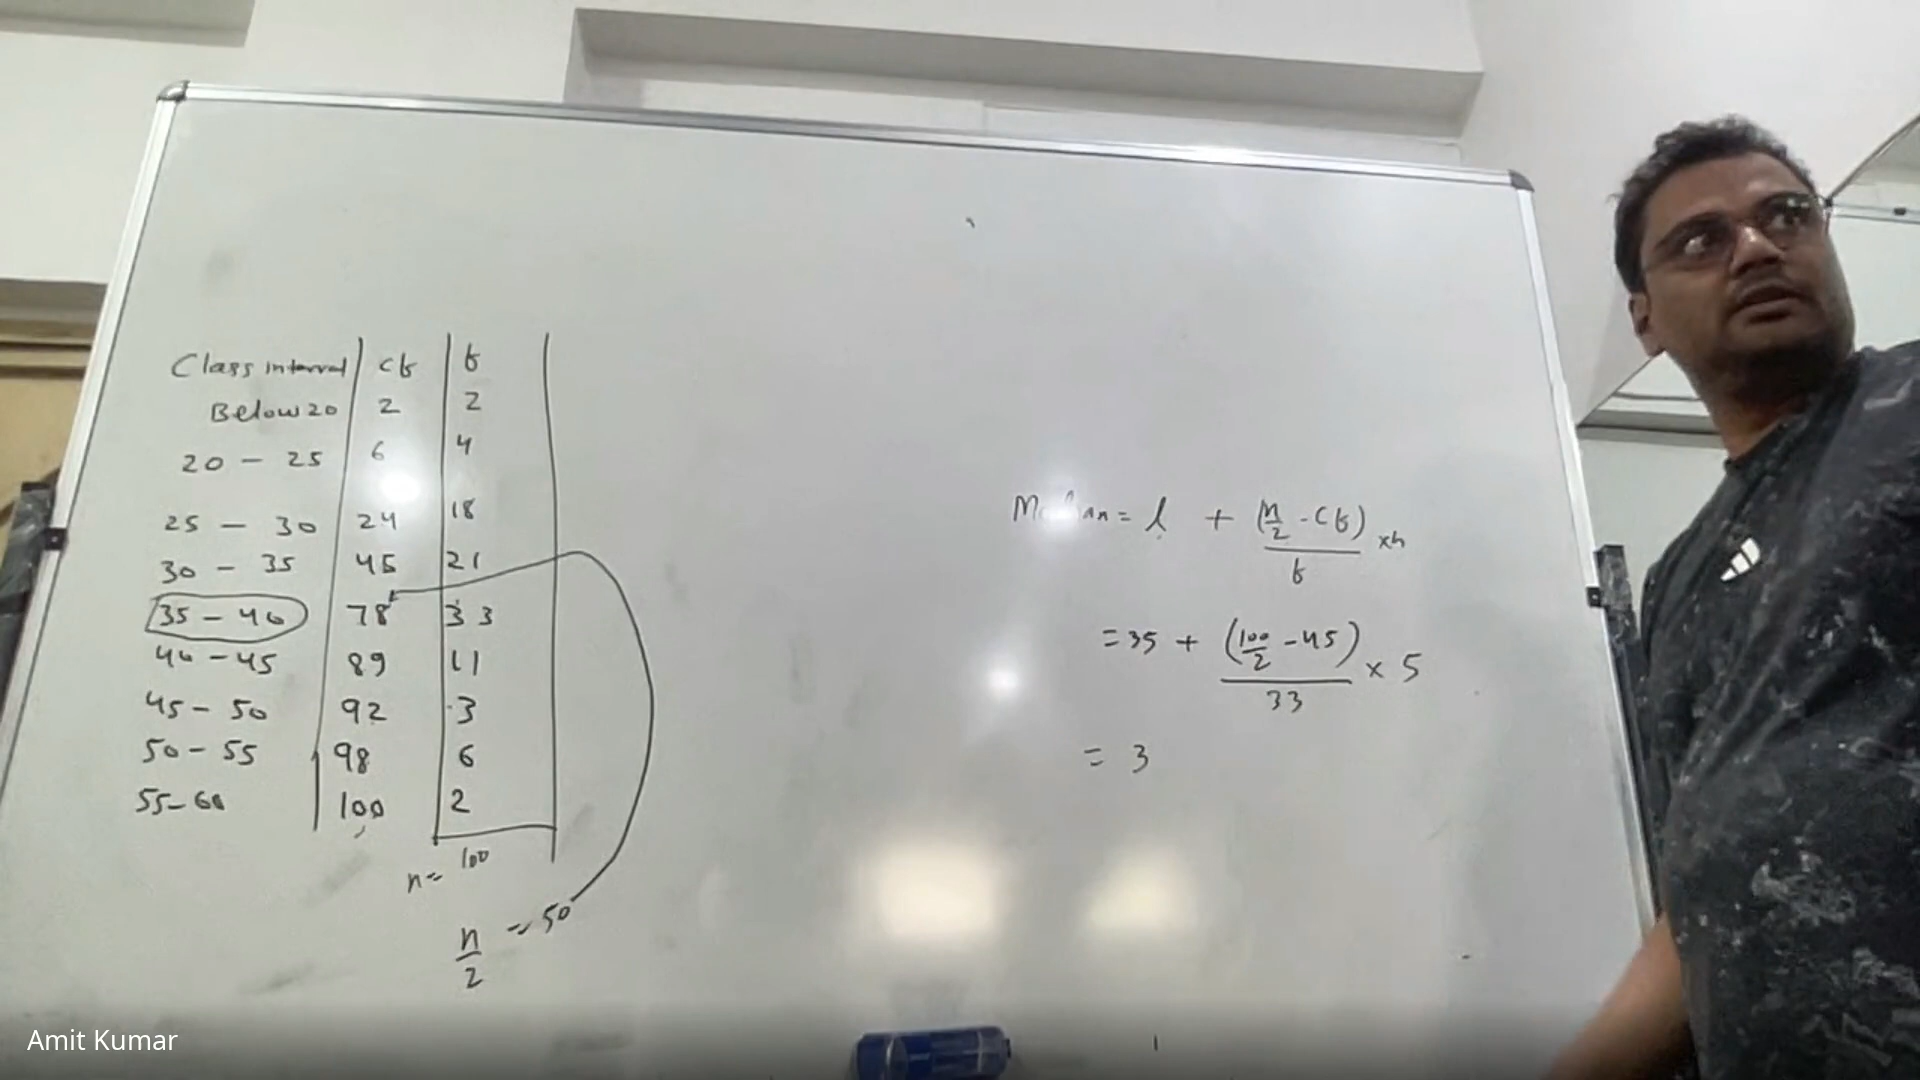 Class interval | cf | f
Below 20 | 2 | 2
20 - 25 | 6 | 4
25 - 30 | 24 | 18
30 - 35 | 45 | 21
35 - 40 | 78 | 33
40 - 45 | 89 | 11
45 - 50 | 92 | 3
50 - 55 | 98 | 6
55 - 60 | 100 | 2
n = 100
n/2 = 50
Median = l + (n/2 - cf)/f × h
= 35 + (100/2 - 45)/33 × 5
= 3
Amit Kumar